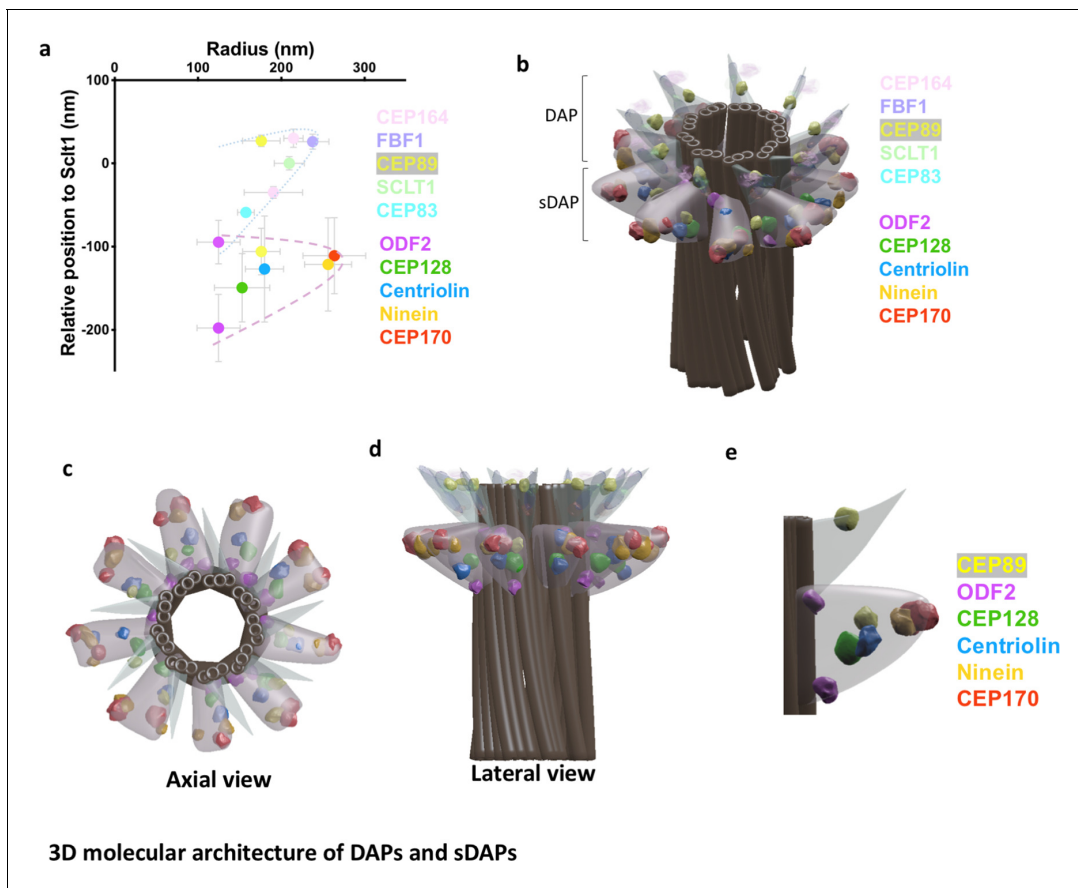 a
Radius (nm)
0
100
200
300
100
0
-100
-200
Relative position to Sclt1 (nm)
CEP164
FBF1
CEP89
SCLT1
CEP83
ODF2
CEP128
Centriolin
Ninein
CEP170
b
DAP
sDAP
CEP164
FBF1
CEP89
SCLT1
CEP83
ODF2
CEP128
Centriolin
Ninein
CEP170
c
Axial view
d
Lateral view
e
CEP89
ODF2
CEP128
Centriolin
Ninein
CEP170
3D molecular architecture of DAPs and sDAPs